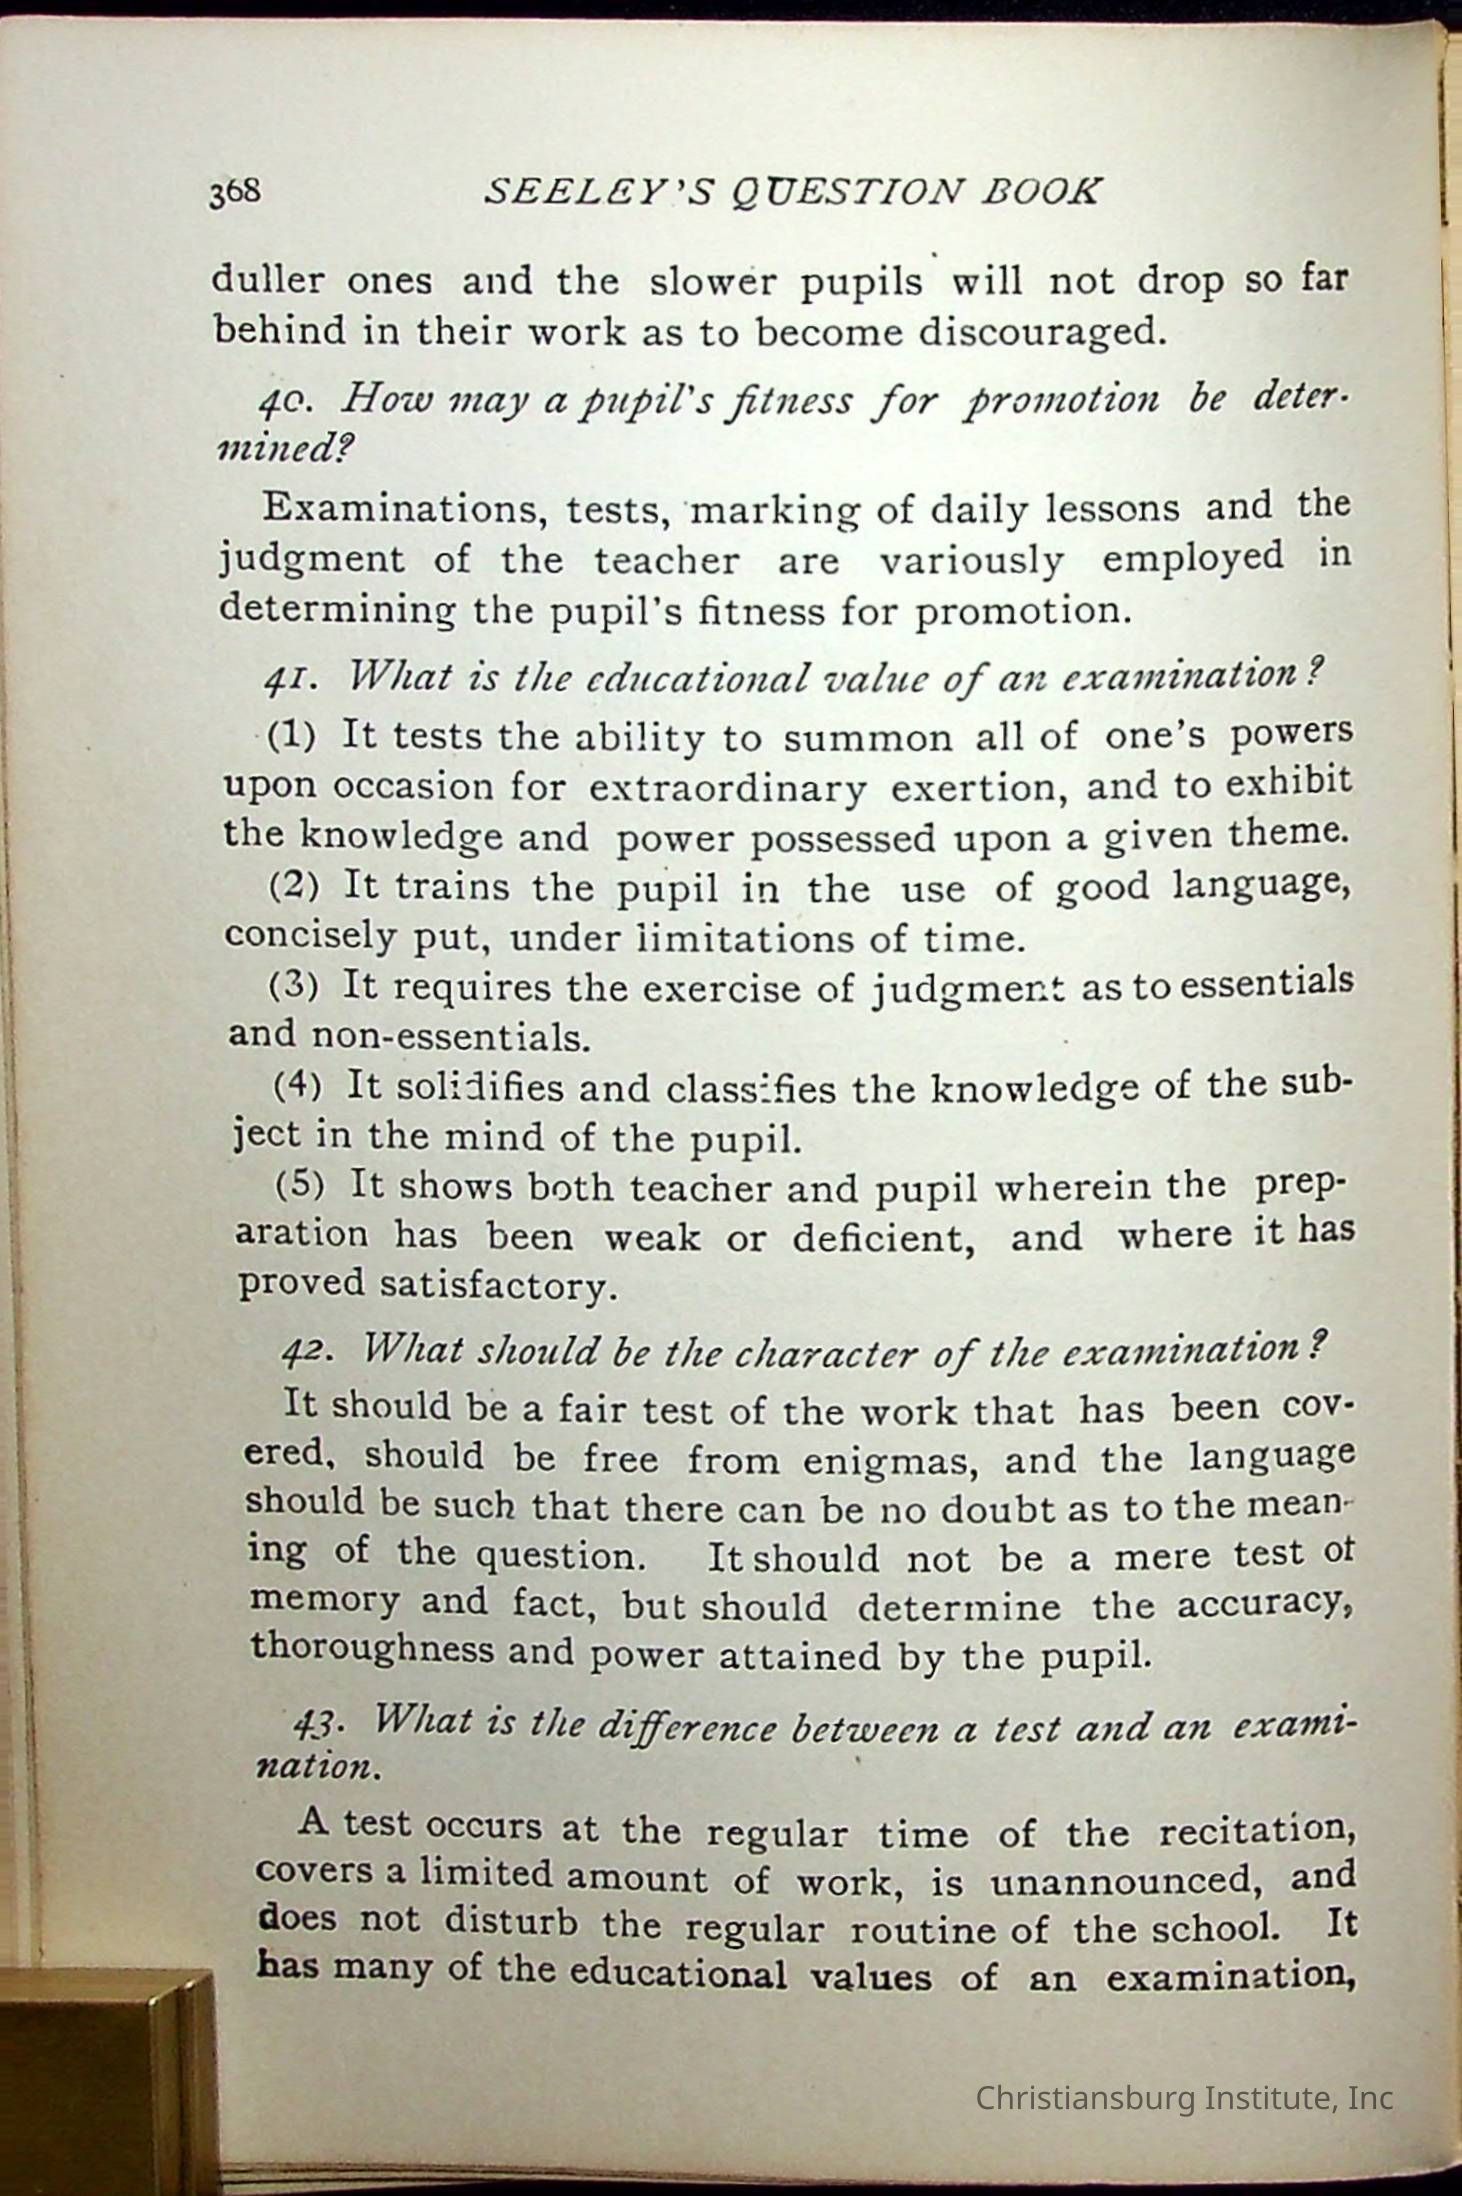 368 SEELEY'S QUESTION BOOK
duller ones and the slower pupils will not drop so far
behind in their work as to become discouraged.
40. How may a pupil's fitness for promotion be deter-
mined?
Examinations, tests, marking of daily lessons and the
judgment of the teacher are variously employed in
determining the pupil's fitness for promotion.
41. What is the educational value of an examination?
(1) It tests the ability to summon all of one's powers
upon occasion for extraordinary exertion, and to exhibit
the knowledge and power possessed upon a given theme.
(2) It trains the pupil in the use of good language,
concisely put, under limitations of time.
(3) It requires the exercise of judgment as to essentials
and non-essentials.
(4) It solidifies and classifies the knowledge of the sub-
ject in the mind of the pupil.
(5) It shows both teacher and pupil wherein the prep-
aration has been weak or deficient, and where it has
proved satisfactory.
42. What should be the character of the examination?
It should be a fair test of the work that has been cov-
ered, should be free from enigmas, and the language
should be such that there can be no doubt as to the mean-
ing of the question. It should not be a mere test of
memory and fact, but should determine the accuracy,
thoroughness and power attained by the pupil.
43. What is the difference between a test and an exami-
nation.
A test occurs at the regular time of the recitation,
covers a limited amount of work, is unannounced, and
does not disturb the regular routine of the school. It
has many of the educational values of an examination,
Christiansburg Institute, Inc